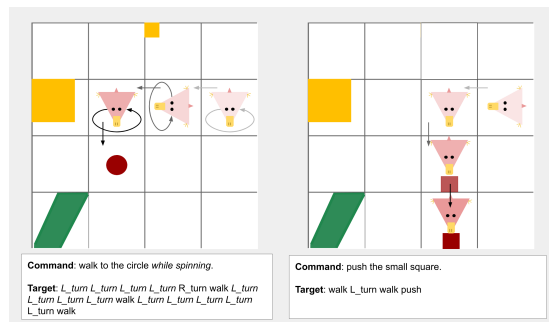 Command: walk to the circle while spinning.
Target: L_turn L_turn L_turn L_turn R_turn walk L_turn
L_turn L_turn L_turn walk L_turn L_turn L_turn L_turn
L_turn walk
Command: push the small square.
Target: walk L_turn walk push